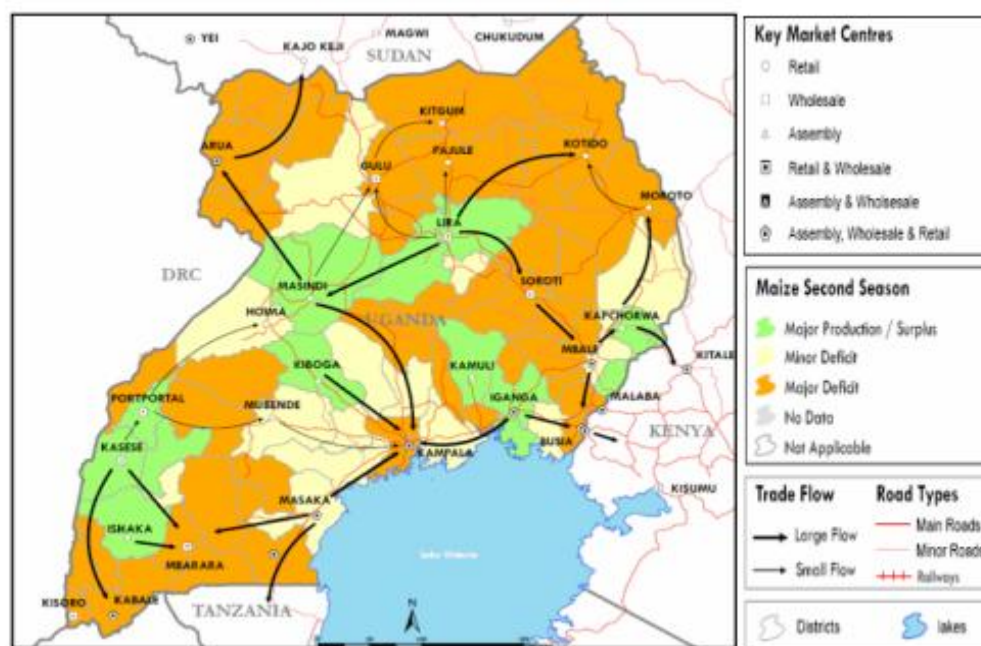 MAGWI
YEI
CHUKUDUM
KAJO KEJI
SUDAN
KITGUM
ARUA
PAJULE
KOTIDO
GULU
MOROTO
LIRA
DRC
MASINDI
SOROTI
HOIMA
UGANDA
KAPCHORWA
KITALE
MBALE
KIBOGA
KAMULI
MALABA
PORTPORTAL
MUBENDE
IGANGA
KENYA
BUSIA
KASESE
KAMPALA
KISUMU
MASAKA
ISHAKA
MBARARA
KISORO
KABALE
TANZANIA
N
Key Market Centres
Retail
Wholesale
Assembly
Retail & Wholesale
Assembly & Wholsesale
Assembly, Wholesale & Retail
Maize Second Season
Major Production / Surplus
Minor Deficit
Major Deficit
No Data
Not Applicable
Trade Flow
Large Flow
Small Flow
Road Types
Main Roads
Minor Roads
Railways
Districts
lakes